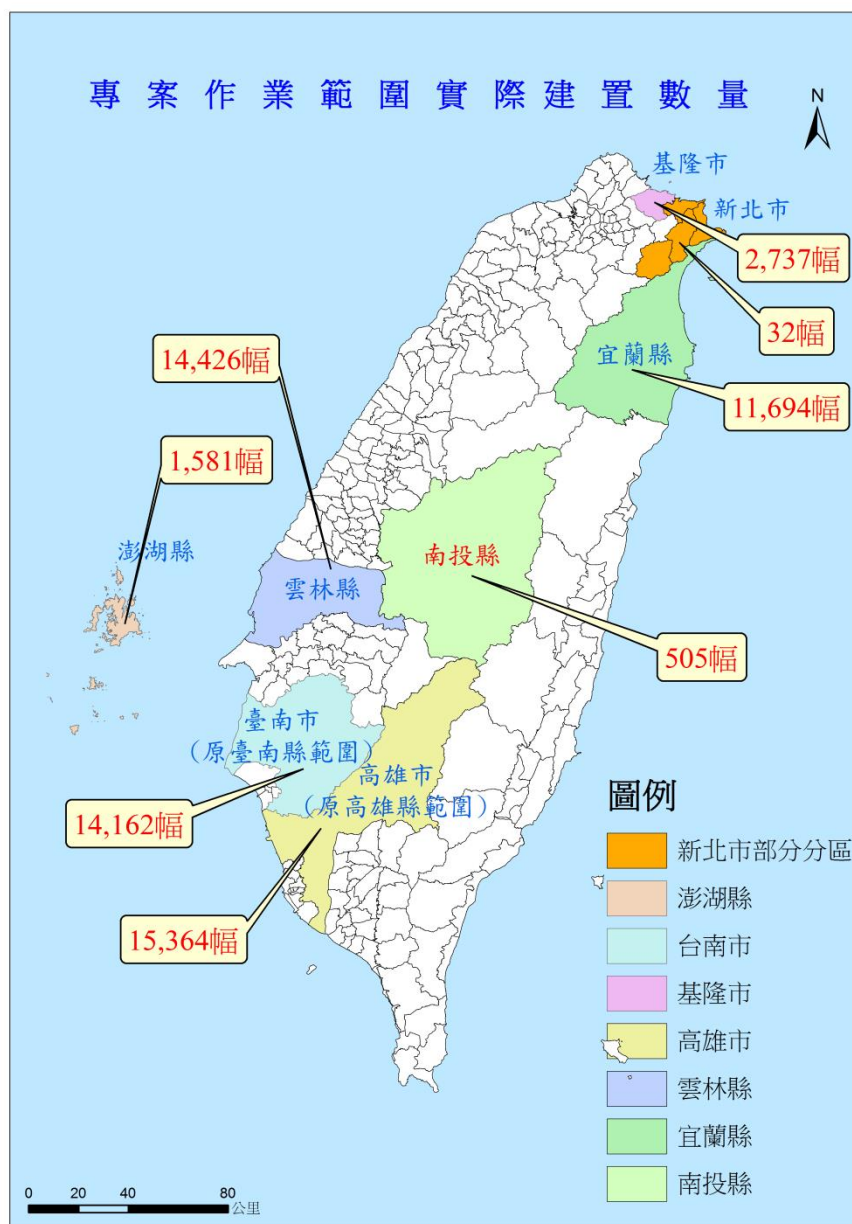 專案作業範圍實際建置數量
N
基隆市
新北市
2,737幅
32幅
宜蘭縣
11,694幅
14,426幅
1,581幅
澎湖縣
雲林縣
南投縣
505幅
臺南市
（原臺南縣範圍）
高雄市
（原高雄縣範圍）
14,162幅
15,364幅
圖例
新北市部分分區
澎湖縣
台南市
基隆市
高雄市
雲林縣
宜蘭縣
南投縣
0 20 40 80
公里